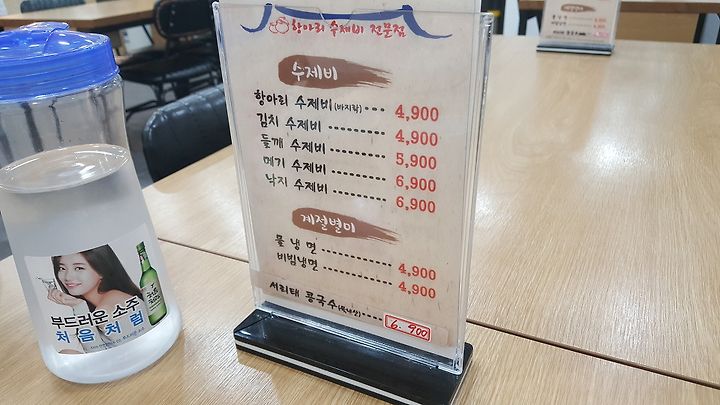 항아리 수제비 전문점
수제비
항아리 수제비(바지락) ---- 4,900
김치 수제비 ---------- 4,900
들깨 수제비 ---------- 5,900
메기 수제비 ---------- 6,900
낙지 수제비 ---------- 6,900
계절별미
물 냉 면 ------------- 4,900
비빔냉면 ------------- 4,900
서리태 콩국수(국내산)---- 6.900
부드러운 소주
처음처럼